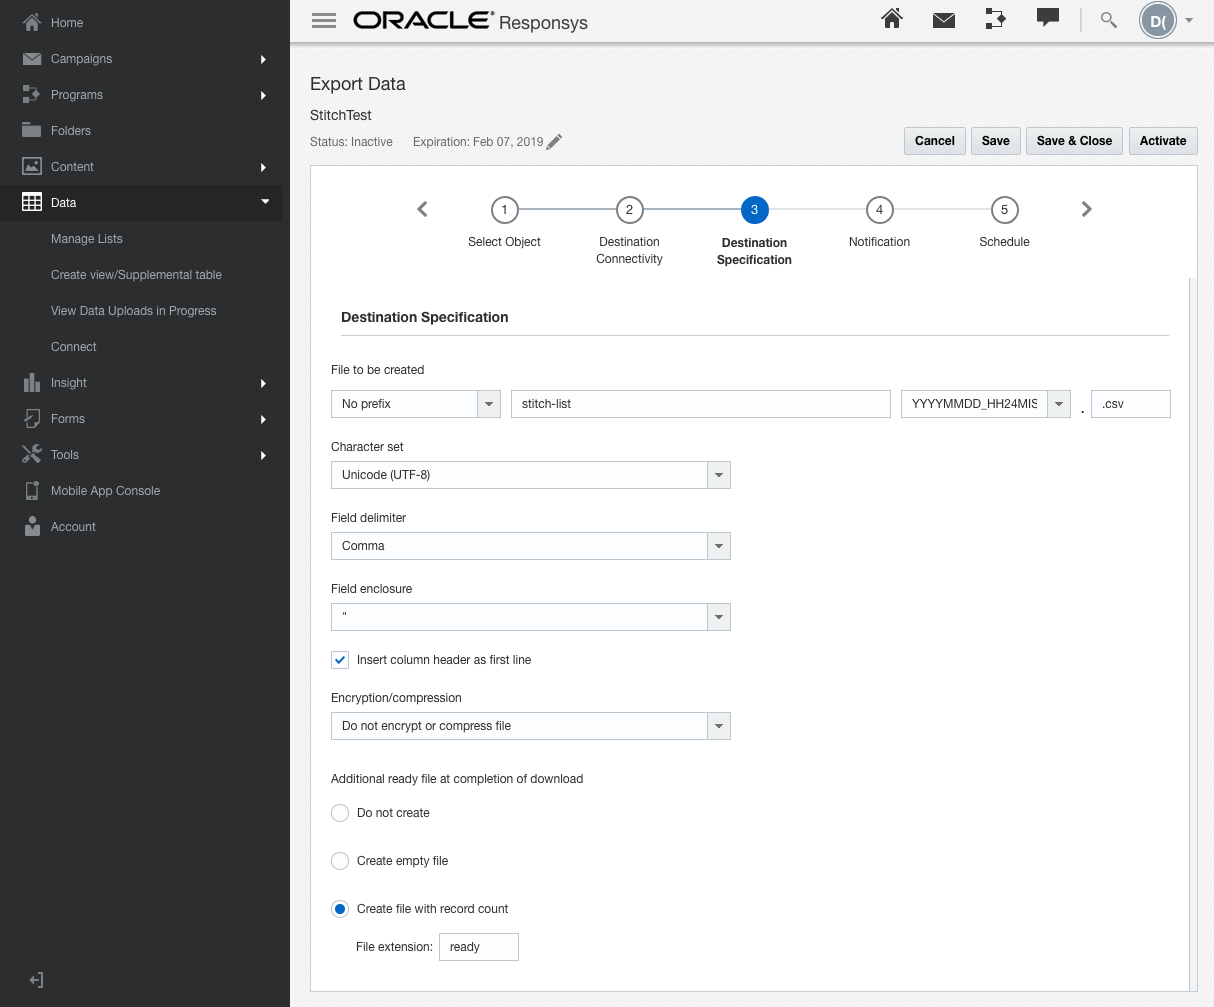 Home
Campaigns
Programs
Folders
Content
Data
Manage Lists
Create view/Supplemental table
View Data Uploads in Progress
Connect
Insight
Forms
Tools
Mobile App Console
Account
ORACLE Responsys
D(
Export Data
StitchTest
Status: Inactive Expiration: Feb 07, 2019
Cancel Save Save & Close Activate
1 2 3 4 5
Select Object
Destination
Connectivity
Destination
Specification
Notification
Schedule
Destination Specification
File to be created
No prefix stitch-list YYYYMMDD_HH24MIS . .csv
Character set
Unicode (UTF-8)
Field delimiter
Comma
Field enclosure
"
Insert column header as first line
Encryption/compression
Do not encrypt or compress file
Additional ready file at completion of download
Do not create
Create empty file
Create file with record count
File extension: ready